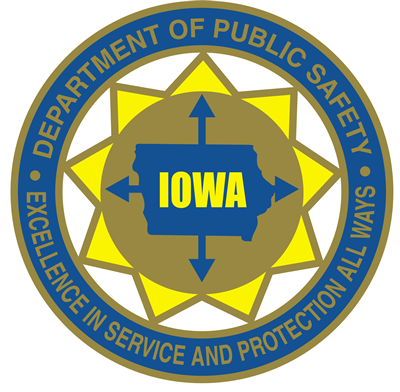 DEPARTMENT OF PUBLIC SAFETY
IOWA
EXCELLENCE IN SERVICE AND PROTECTION ALL WAYS